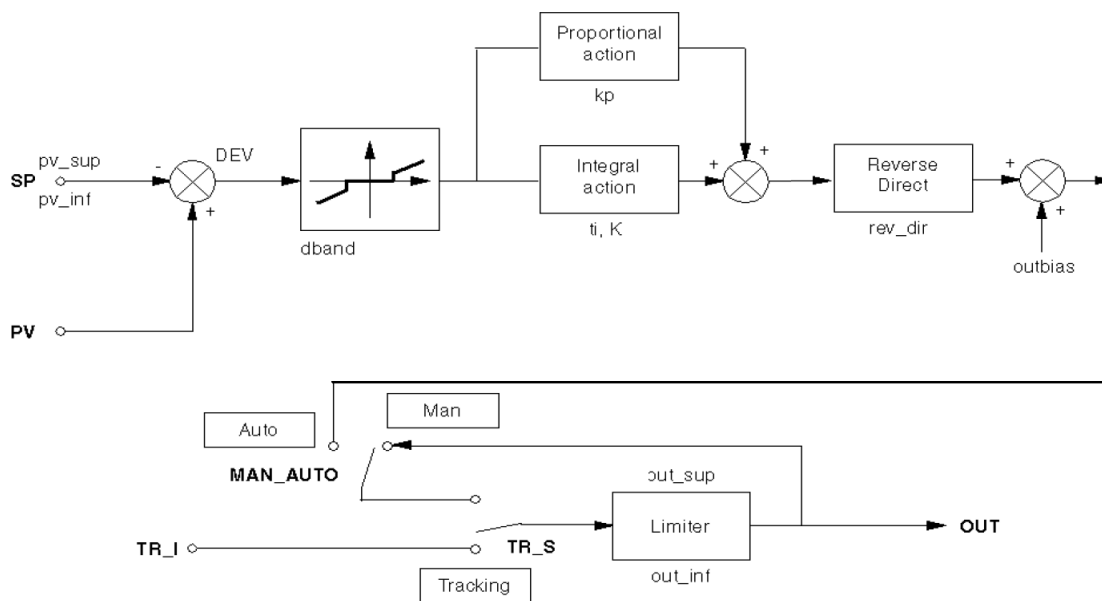 Proportional
action
kp
SP
pv_sup
pv_inf
-
DEV
+
dband
Integral
action
ti, K
+
+
Reverse
Direct
rev_dir
+
+
outbias
PV
Auto
Man
MAN_AUTO
out_sup
Limiter
out_inf
OUT
TR_I
TR_S
Tracking